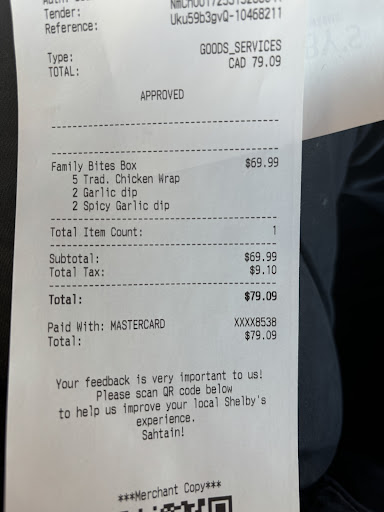 Tender:
Reference: Uku59b3gvQ-10468211
Type: GOODS_SERVICES
TOTAL: CAD 79.09
APPROVED
Family Bites Box $69.99
5 Trad. Chicken Wrap
2 Garlic dip
2 Spicy Garlic dip
Total Item Count: 1
Subtotal: $69.99
Total Tax: $9.10
Total: $79.09
Paid With: MASTERCARD XXXX8538
Total: $79.09
Your feedback is very important to us!
Please scan QR code below
to help us improve your local Shelby's
experience.
Sahtain!
***Merchant Copy***